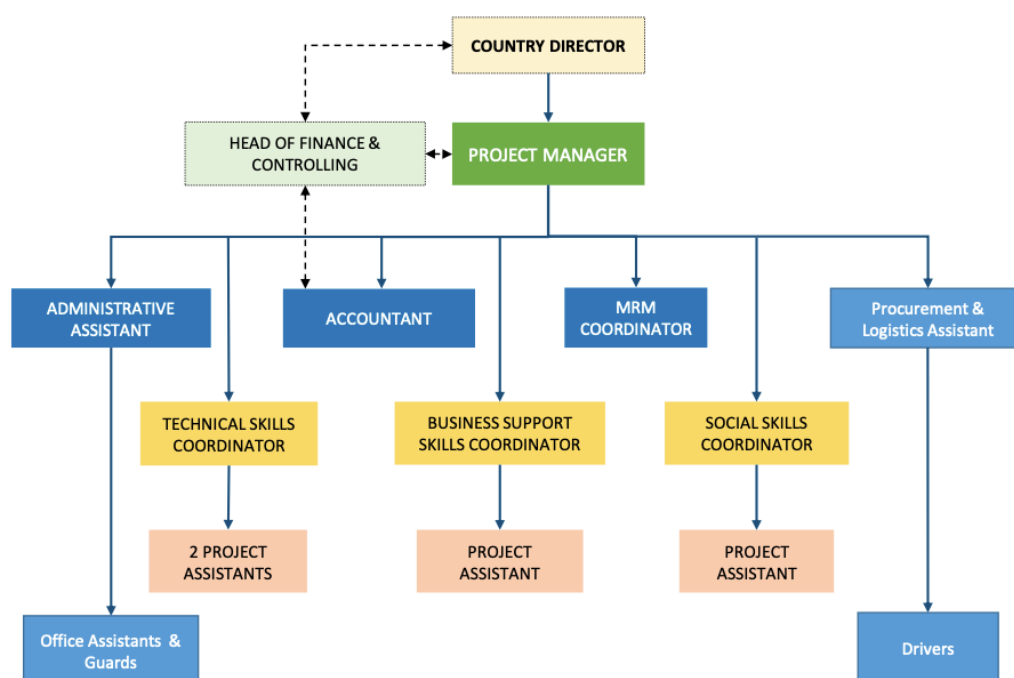 COUNTRY DIRECTOR
HEAD OF FINANCE &
CONTROLLING
PROJECT MANAGER
ADMINISTRATIVE
ASSISTANT
ACCOUNTANT
MRM
COORDINATOR
Procurement &
Logistics Assistant
TECHNICAL SKILLS
COORDINATOR
BUSINESS SUPPORT
SKILLS COORDINATOR
SOCIAL SKILLS
COORDINATOR
2 PROJECT
ASSISTANTS
PROJECT
ASSISTANT
PROJECT
ASSISTANT
Office Assistants &
Guards
Drivers